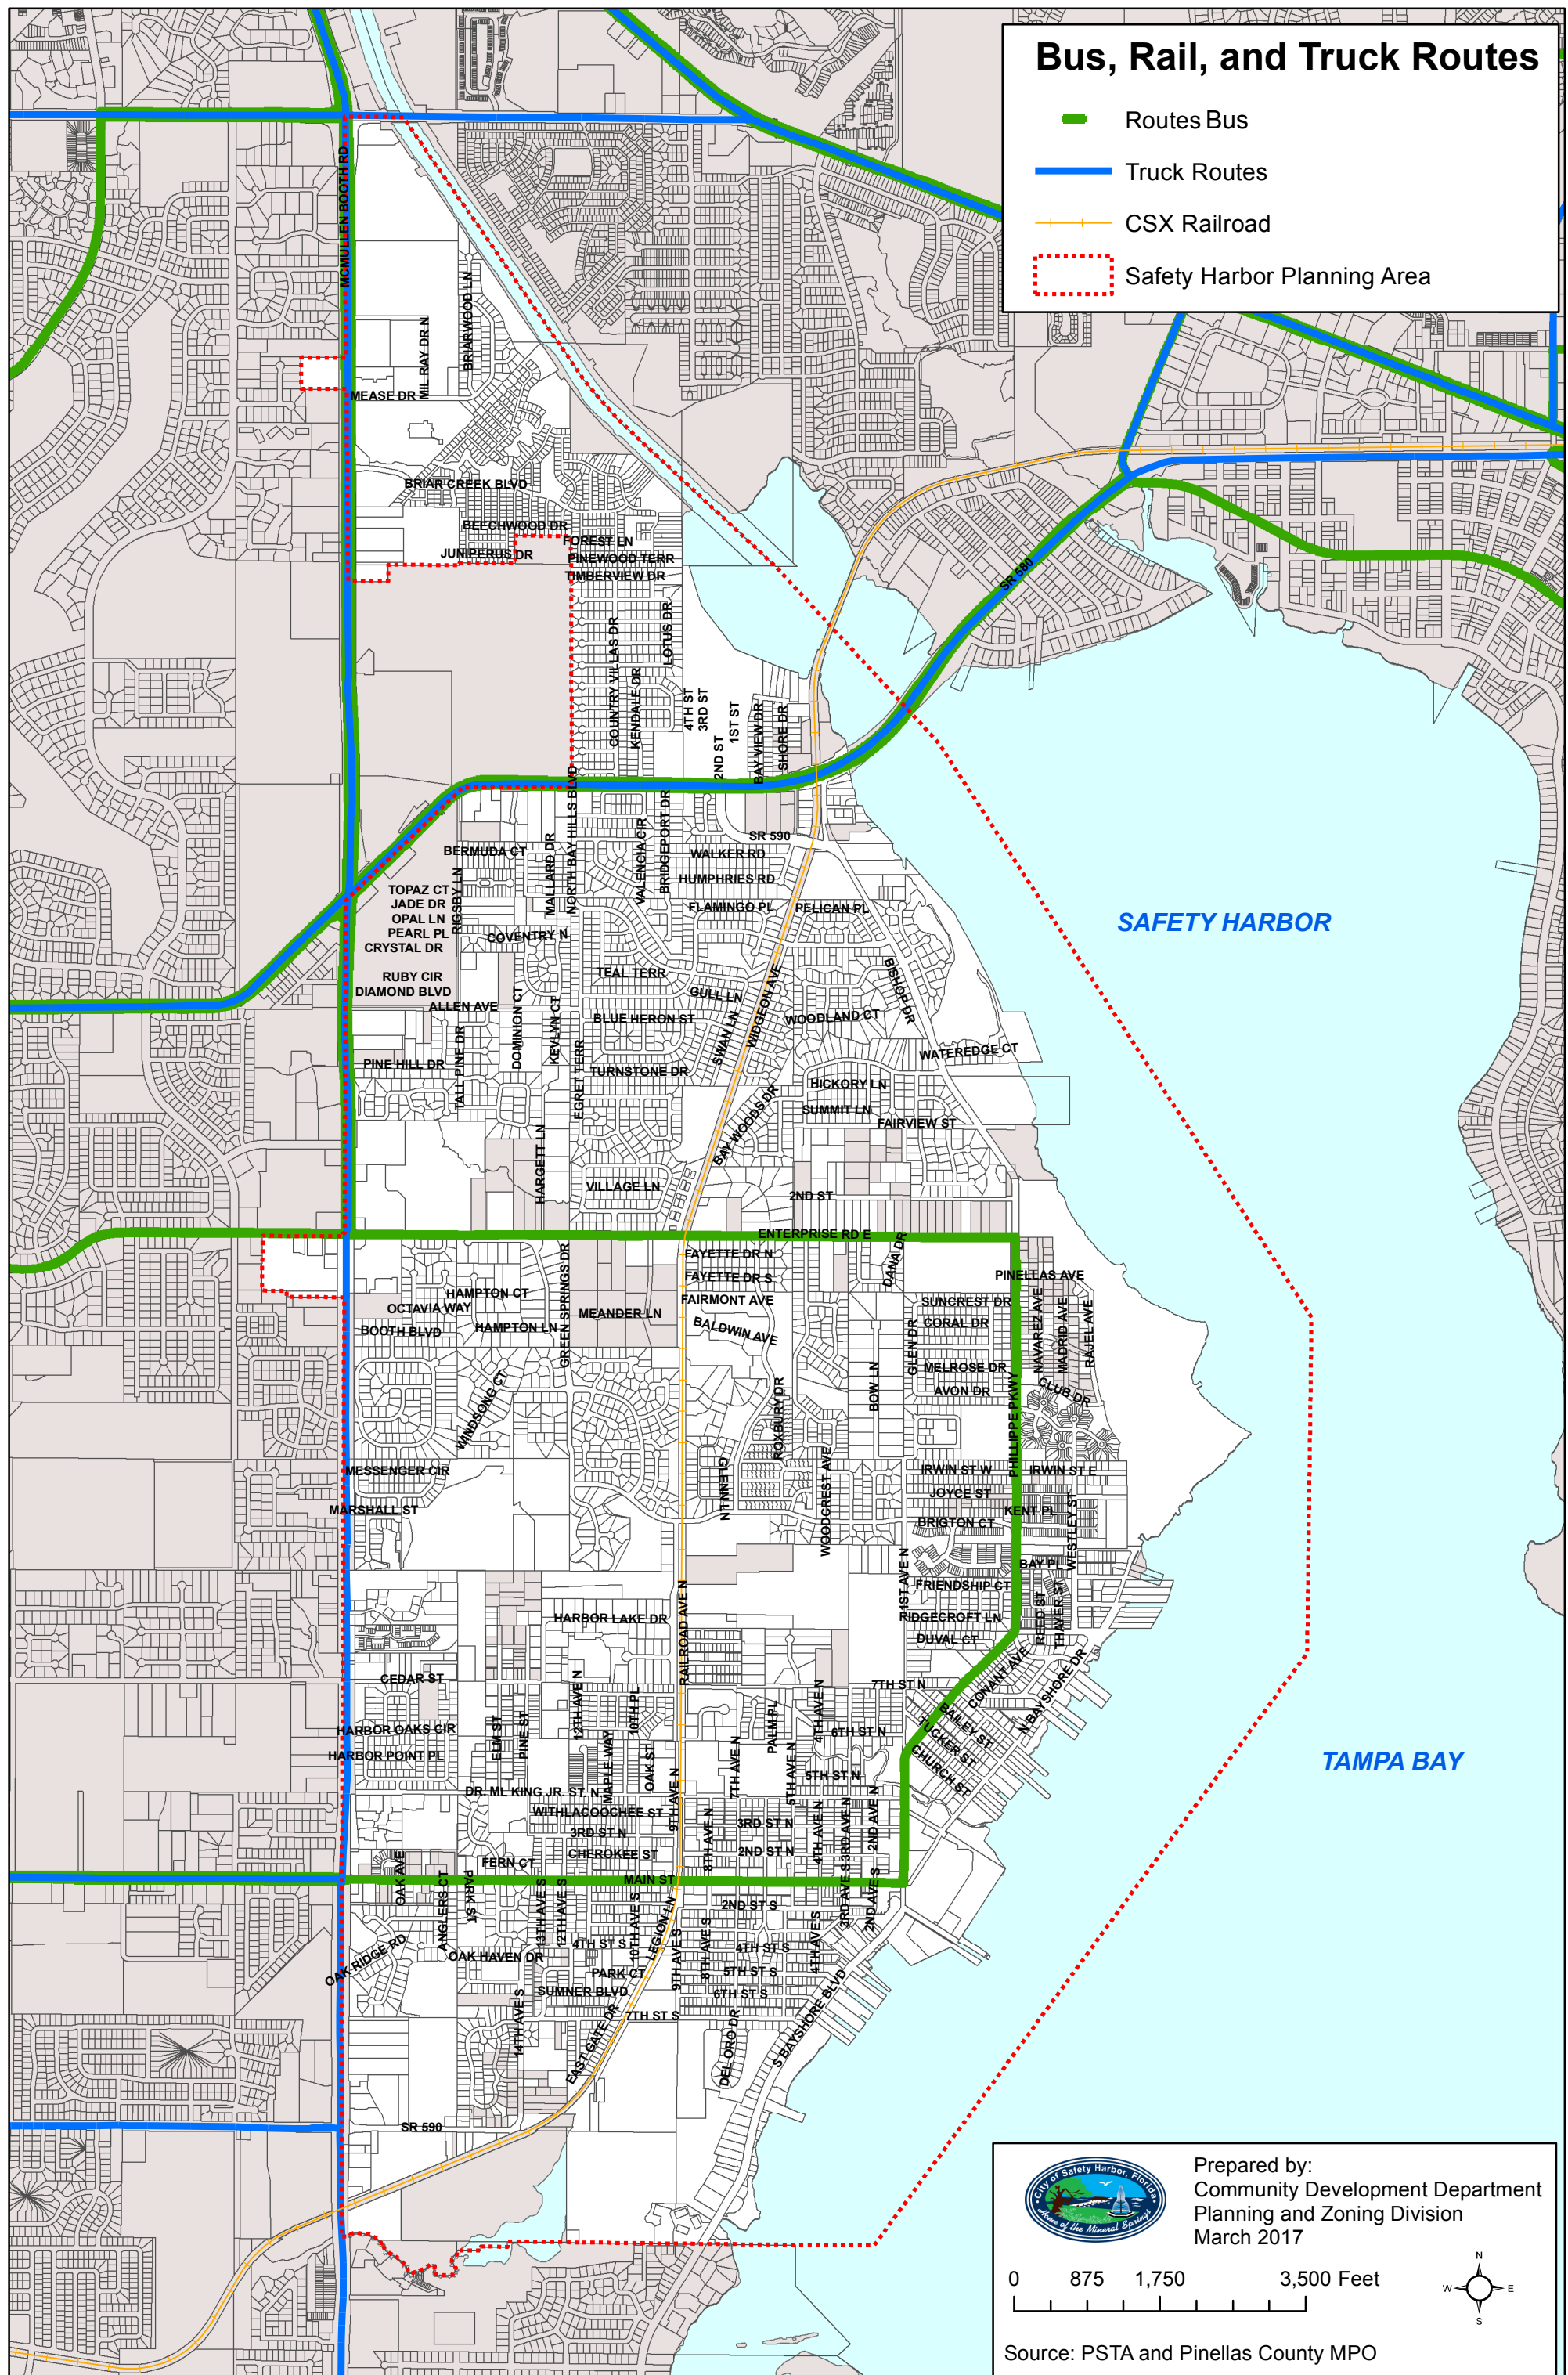 Bus, Rail, and Truck Routes
Routes Bus
Truck Routes
CSX Railroad
Safety Harbor Planning Area
MCMULLEN BOOTH RD
MIL RAY DR N
BRIARWOOD LN
MEASE DR
BRIAR CREEK BLVD
BEECHWOOD DR
FOREST LN
JUNIPERUS DR
PINEWOOD TERR
TIMBERVIEW DR
SR 580
LOTUS DR
COUNTRY VILLAS DR
KENDALE DR
4TH ST
3RD ST
2ND ST
1ST ST
BAY VIEW DR
SHORE DR
NORTH BAY HILLS BLVD
SR 590
BERMUDA CT
MALLARD DR
VALENCIA CIR
BRIDGEPORT DR
WALKER RD
HUMPHRIES RD
TOPAZ CT
JADE DR
OPAL LN
PEARL PL
CRYSTAL DR
RIGSBY LN
FLAMINGO PL
PELICAN PL
SAFETY HARBOR
COVENTRY N
RUBY CIR
DIAMOND BLVD
TEAL TERR
GULL LN
WIDGEON AVE
BISHOP DR
ALLEN AVE
DOMINION CT
KEVLYN CT
BLUE HERON ST
SWAN LN
WOODLAND CT
WATEREDGE CT
PINE HILL DR
TALL PINE DR
EGRET TERR
TURNSTONE DR
HICKORY LN
BAY WOODS DR
SUMMIT LN
FAIRVIEW ST
HARGETT LN
VILLAGE LN
2ND ST
ENTERPRISE RD E
GREEN SPRINGS DR
FAYETTE DR N
DANA DR
FAYETTE DR S
PINELLAS AVE
HAMPTON CT
OCTAVIA WAY
MEANDER LN
FAIRMONT AVE
SUNCREST DR
BOOTH BLVD
HAMPTON LN
BALDWIN AVE
CORAL DR
GLEN DR
NAVAREZ AVE
MADRID AVE
RAJEL AVE
MELROSE DR
BOW LN
AVON DR
CLUB DR
WINDSONG CT
ROXBURY DR
PHILLIPPE PKWY
MESSENGER CIR
GLENN LN
WOODCREST AVE
IRWIN ST W
IRWIN ST E
MARSHALL ST
JOYCE ST
KENT PL
BRIGTON CT
WESTLEY ST
BAY PL
1ST AVE N
FRIENDSHIP CT
RAILROAD AVE N
HARBOR LAKE DR
RIDGECROFT LN
REED ST
THAYER ST
DUVAL CT
CEDAR ST
12TH AVE N
10TH PL
7TH ST N
CONANT AVE
N BAYSHORE DR
HARBOR OAKS CIR
ELM ST
PINE ST
PALM PL
4TH AVE N
6TH ST N
BAILEY ST
TUCKER ST
CHURCH ST
TAMPA BAY
HARBOR POINT PL
MAPLE WAY
OAK ST
7TH AVE N
5TH AVE N
5TH ST N
DR. ML KING JR. ST. N
WITHLACOOCHEE ST
9TH AVE N
3RD ST N
3RD ST N
8TH AVE N
4TH AVE N
3RD AVE N
2ND AVE N
CHEROKEE ST
2ND ST N
FERN CT
MAIN ST
OAK AVE
ANGLERS CT
PARK ST
13TH AVE S
12TH AVE S
10TH AVE S
LEGION LN
2ND ST S
3RD AVE S
2ND AVE S
OAK RIDGE RD
OAK HAVEN DR
4TH ST S
9TH AVE S
8TH AVE S
4TH ST S
4TH AVE S
PARK CT
5TH ST S
SUMNER BLVD
6TH ST S
14TH AVE S
EAST GATE DR
7TH ST S
DEL ORO DR
S BAYSHORE BLVD
SR 590
City of Safety Harbor, Florida
Home of the Mineral Springs
Prepared by:
Community Development Department
Planning and Zoning Division
March 2017
0 875 1,750 3,500 Feet
N
W E
S
Source: PSTA and Pinellas County MPO